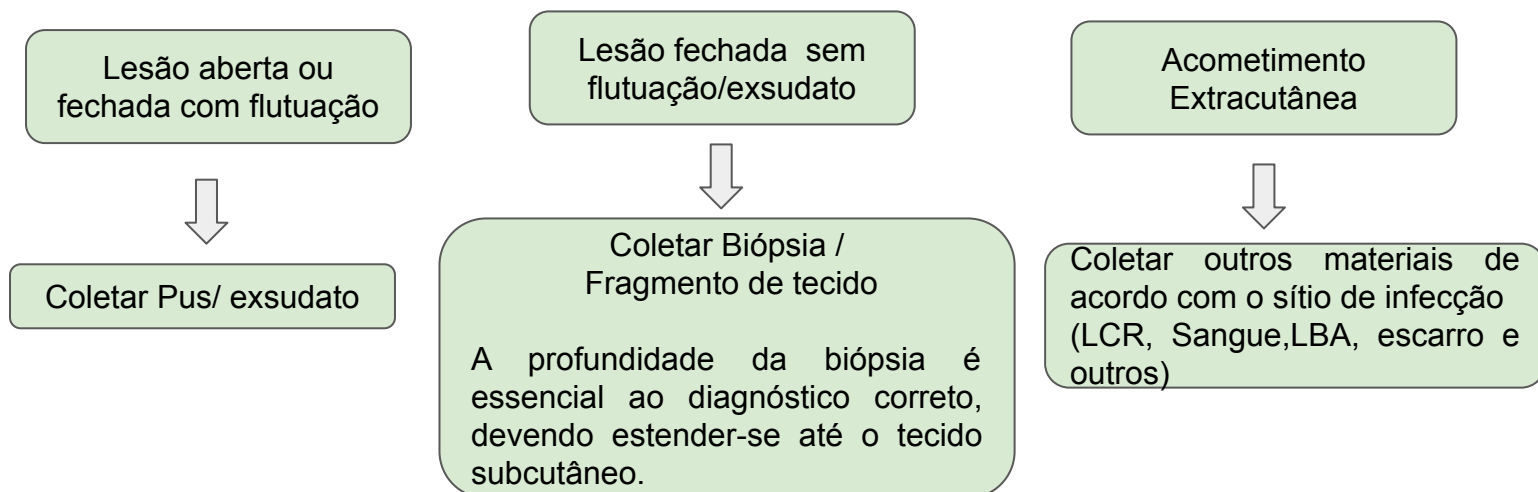 Lesão aberta ou
fechada com flutuação
Coletar Pus/ exsudato
Lesão fechada  sem
flutuação/exsudato
Coletar Biópsia /
Fragmento de tecido
A profundidade da biópsia é
essencial ao diagnóstico correto,
devendo estender-se até o tecido
subcutâneo.
Acometimento
Extracutânea
Coletar outros materiais de
acordo com o sítio de infecção
(LCR, Sangue,LBA, escarro e
outros)